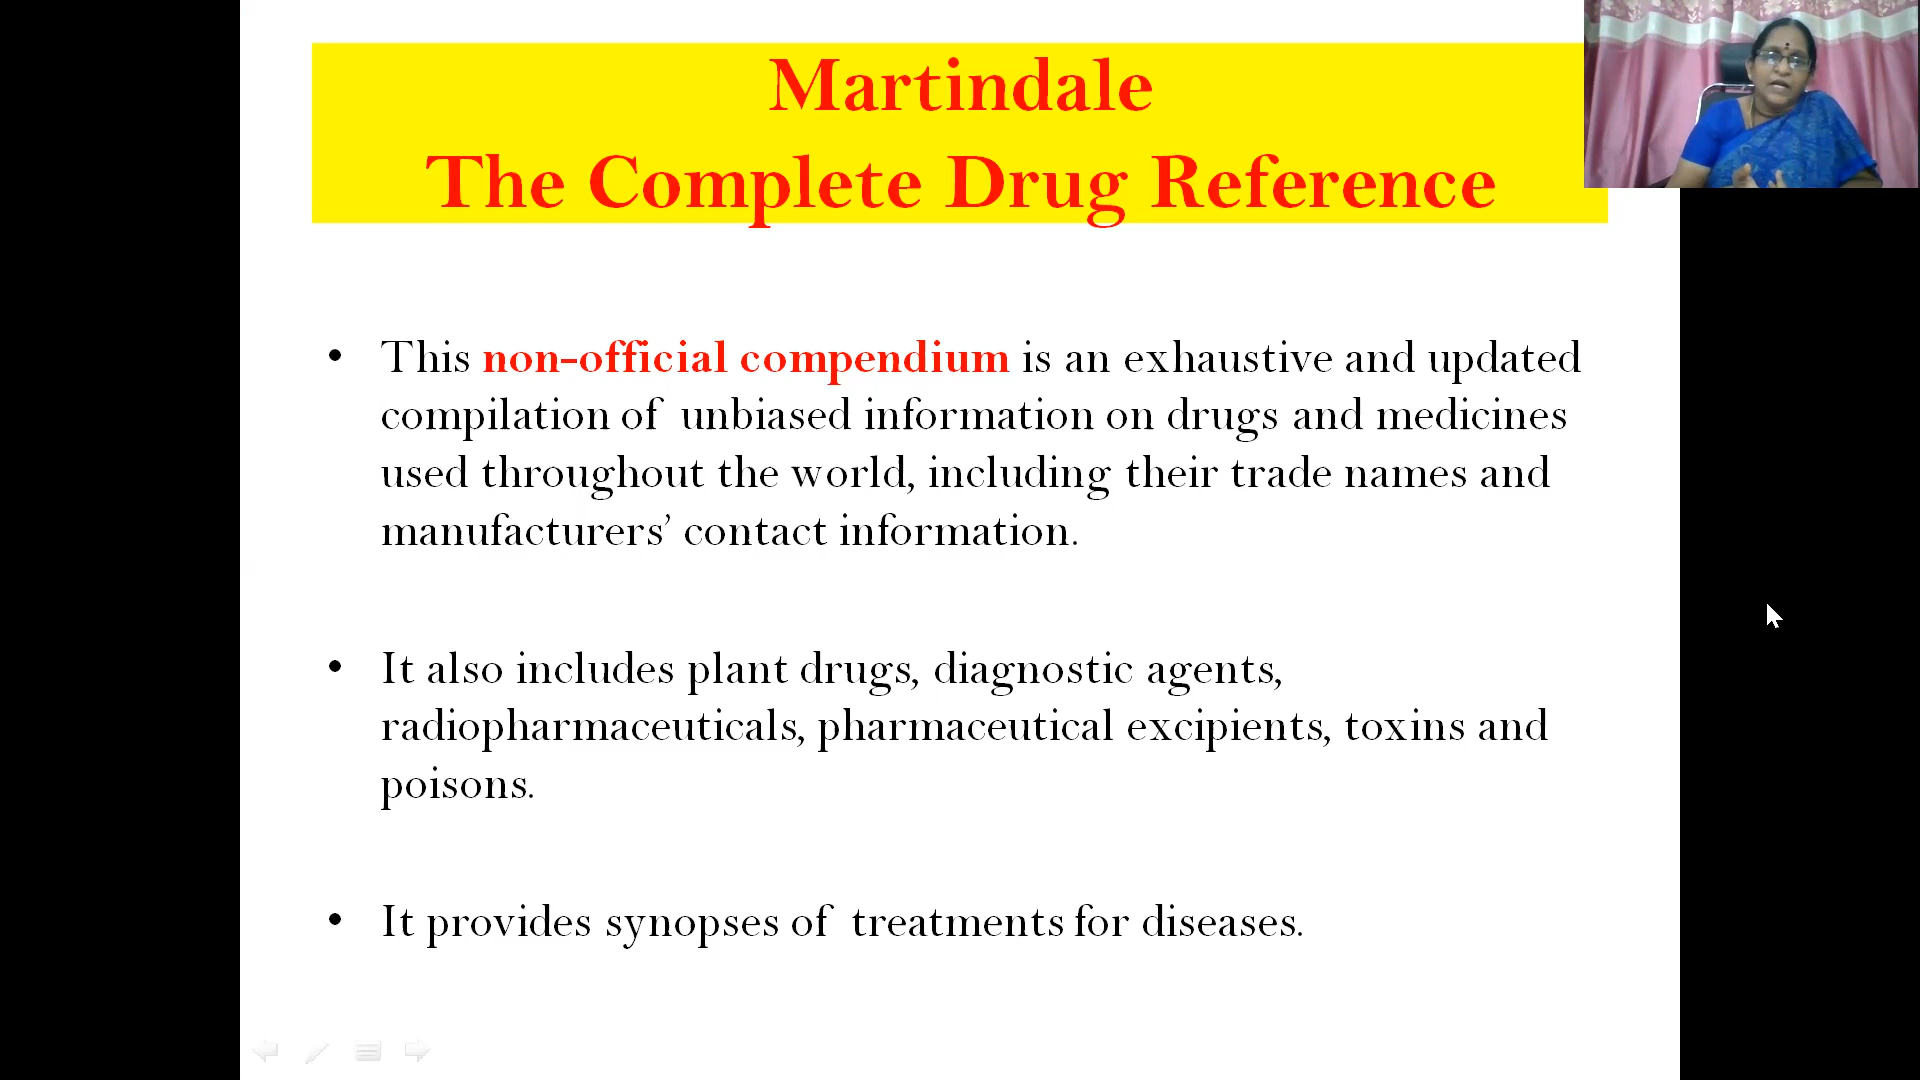 Martindale
The Complete Drug Reference
• This non-official compendium is an exhaustive and updated
compilation of unbiased information on drugs and medicines
used throughout the world, including their trade names and
manufacturers’ contact information.
• It also includes plant drugs, diagnostic agents,
radiopharmaceuticals, pharmaceutical excipients, toxins and
poisons.
• It provides synopses of treatments for diseases.